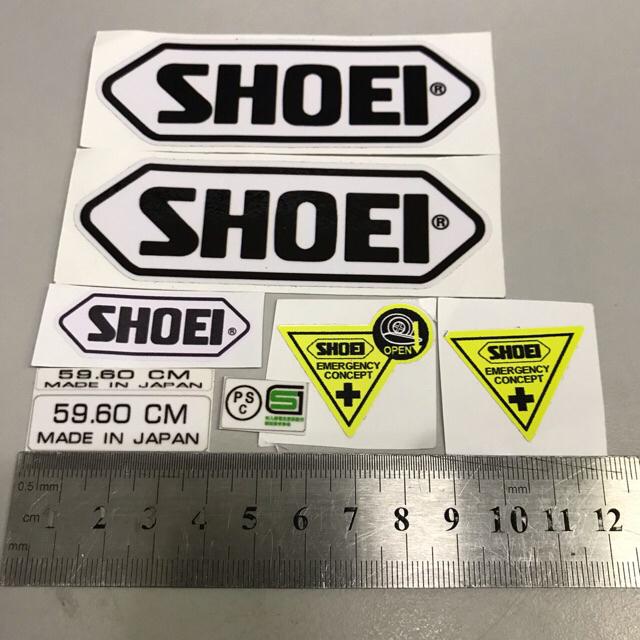 SHOEI®
SHOEI®
SHOEI®
59.60 CM
MADE IN JAPAN
59.60 CM
MADE IN JAPAN
PS
C
S
OPEN
SHOEI
EMERGENCY
CONCEPT
SHOEI
EMERGENCY
CONCEPT
0.5mm
mm
cm 1 2 3 4 5 6 7 8 9 10 11 12
mm